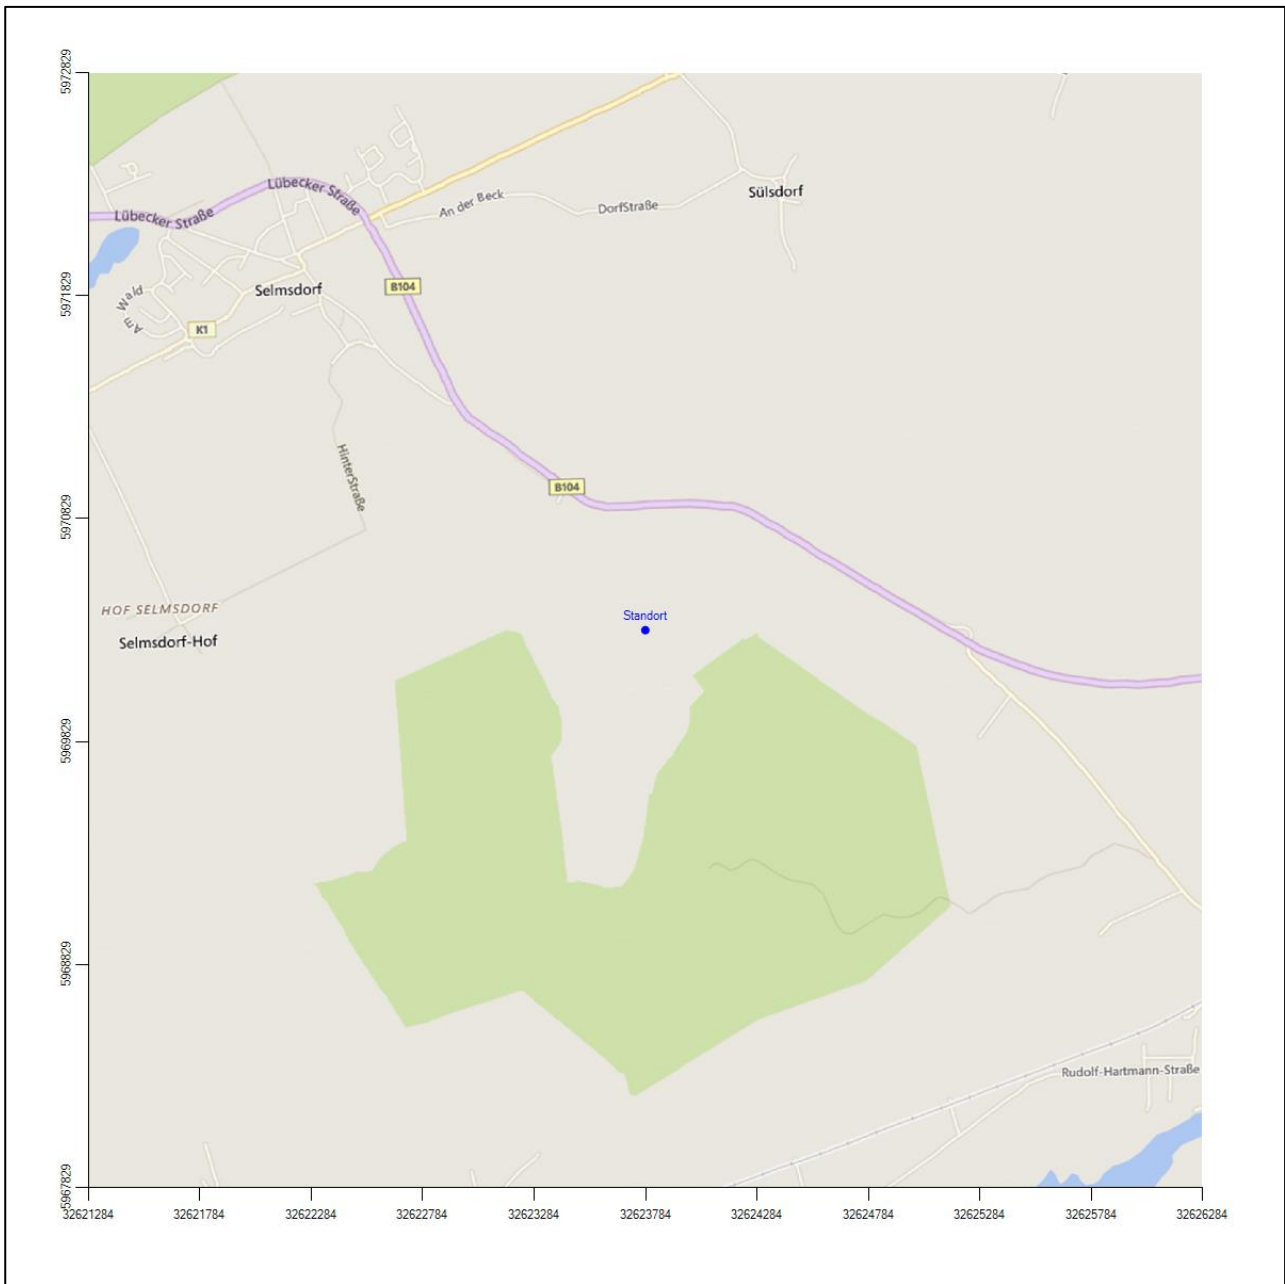 5972829
Lübecker Straße
Lübecker Straße
An der Beck
DorfStraße
Sülsdorf
Am Wald
Selmsdorf
B104
5971829
K1
HinterStraße
B104
5970829
HOF SELMSDORF
Selmsdorf-Hof
Standort
5969829
5968829
Rudolf-Hartmann-Straße
5967829
32621284 32621784 32622284 32622784 32623284 32623784 32624284 32624784 32625284 32625784 32626284